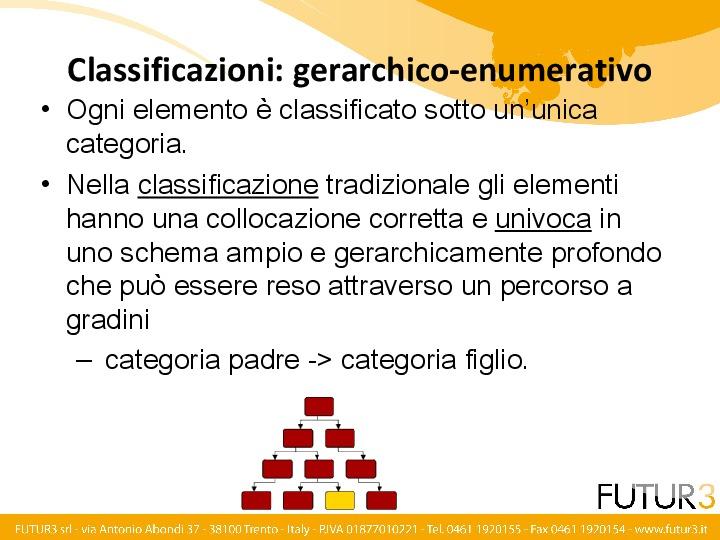 Classificazioni: gerarchico-enumerativo
• Ogni elemento è classificato sotto un’unica
categoria.
• Nella classificazione tradizionale gli elementi
hanno una collocazione corretta e univoca in
uno schema ampio e gerarchicamente profondo
che può essere reso attraverso un percorso a
gradini
– categoria padre -> categoria figlio.
FUTUR3
FUTUR3 srl - via Antonio Abondi 37 - 38100 Trento - Italy - P.IVA 01877010221 - Tel. 0461 1920155 - Fax 0461 1920154 - www.futur3.it